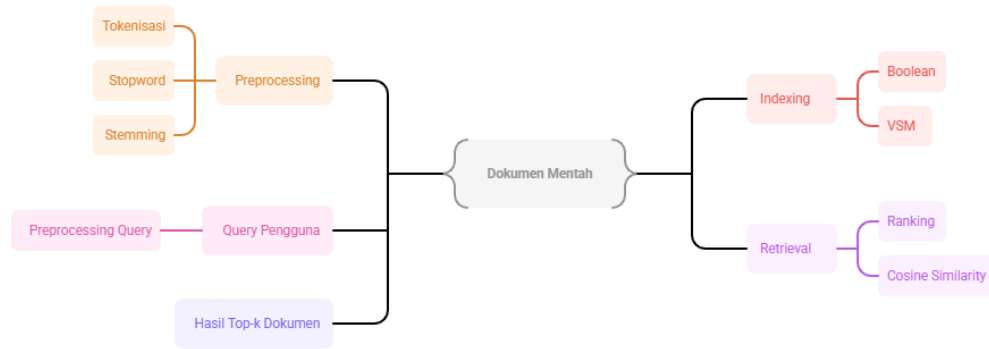 Tokenisasi
Stopword
Stemming
Preprocessing
Preprocessing Query
Query Pengguna
Hasil Top-k Dokumen
Dokumen Mentah
Indexing
Boolean
VSM
Retrieval
Ranking
Cosine Similarity